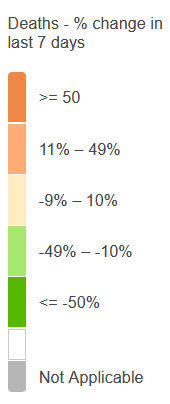 Deaths - % change in
last 7 days
>= 50
11% – 49%
-9% – 10%
-49% – -10%
<= -50%
Not Applicable